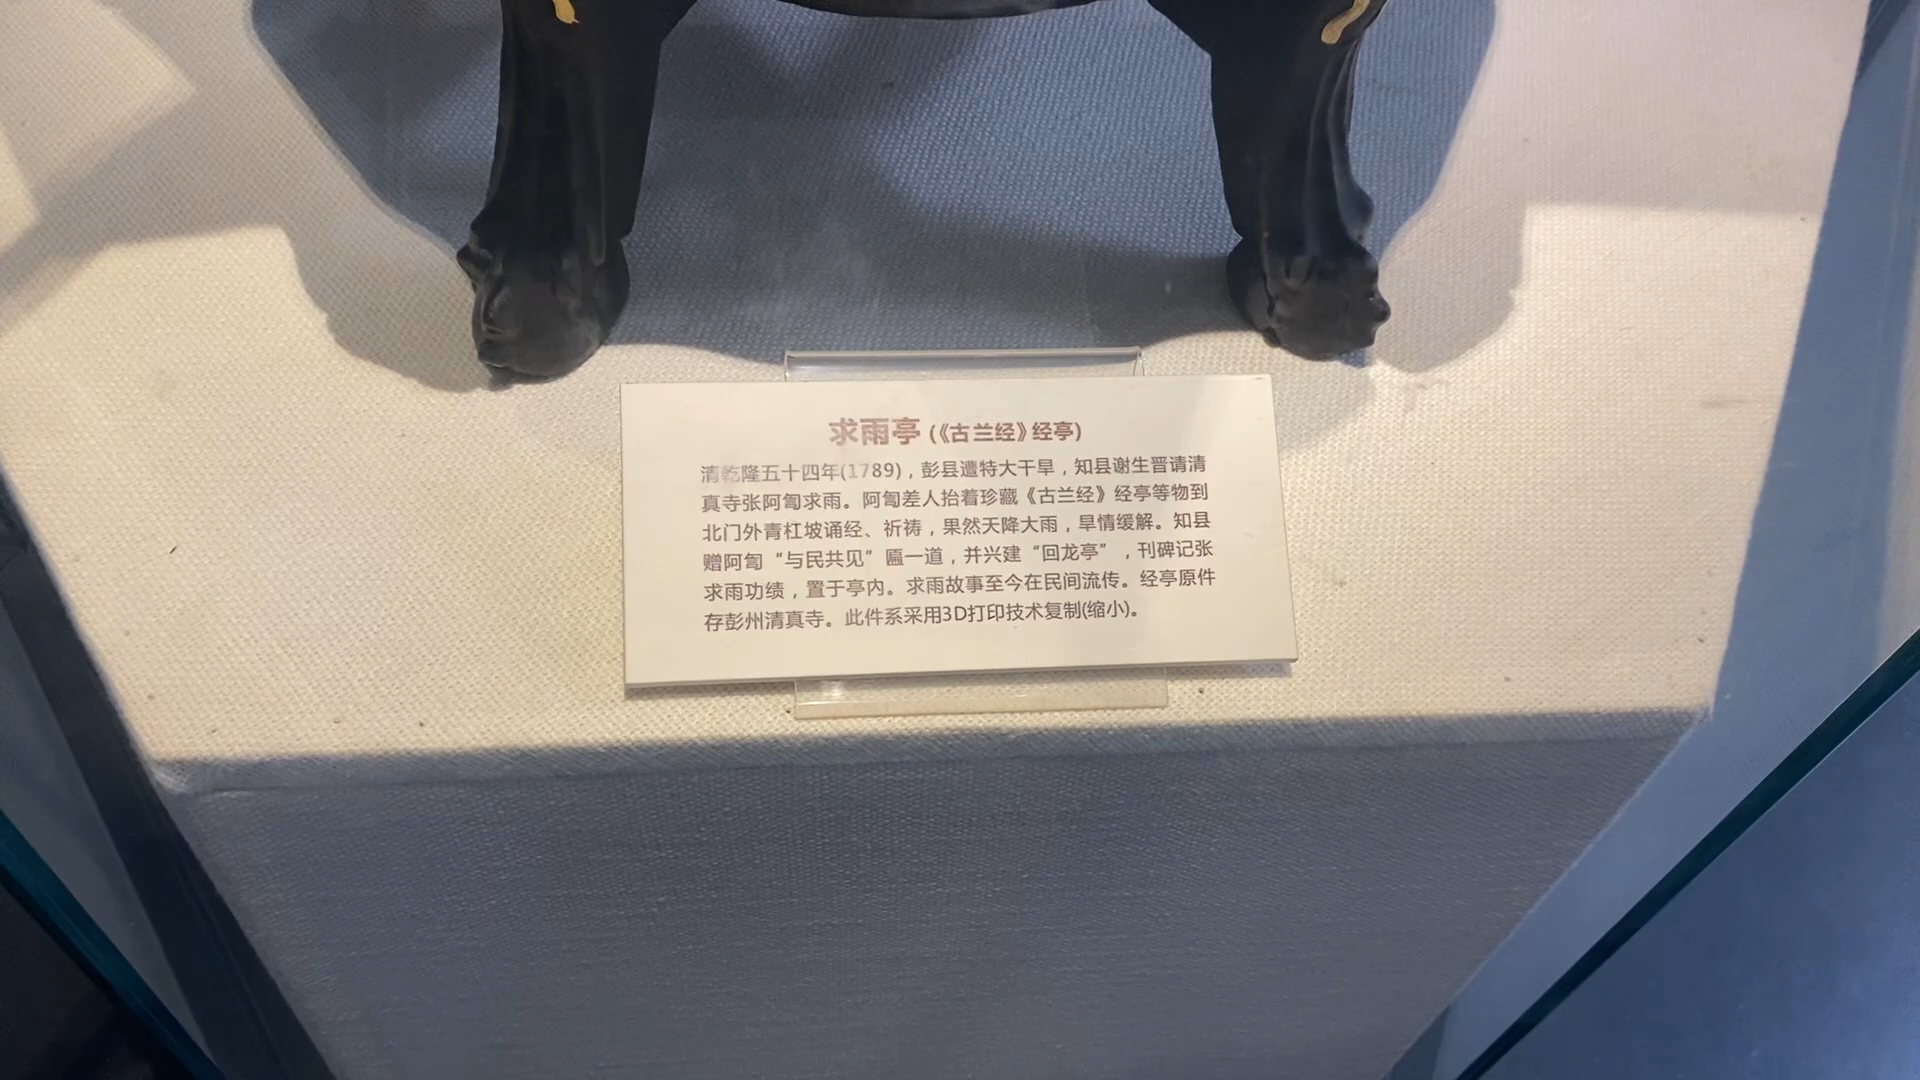 求雨亭(《古兰经》经亭)
清乾隆五十四年(1789)，彭县遭特大干旱，知县谢生晋请清
真寺张阿訇求雨。阿訇差人抬着珍藏《古兰经》经亭等物到
北门外青杠坡诵经、祈祷，果然天降大雨，旱情缓解。知县
赠阿訇“与民共见”匾一道，并兴建“回龙亭”，刊碑记张
求雨功绩，置于亭内。求雨故事至今在民间流传。经亭原件
存彭州清真寺。此件系采用3D打印技术复制(缩小)。